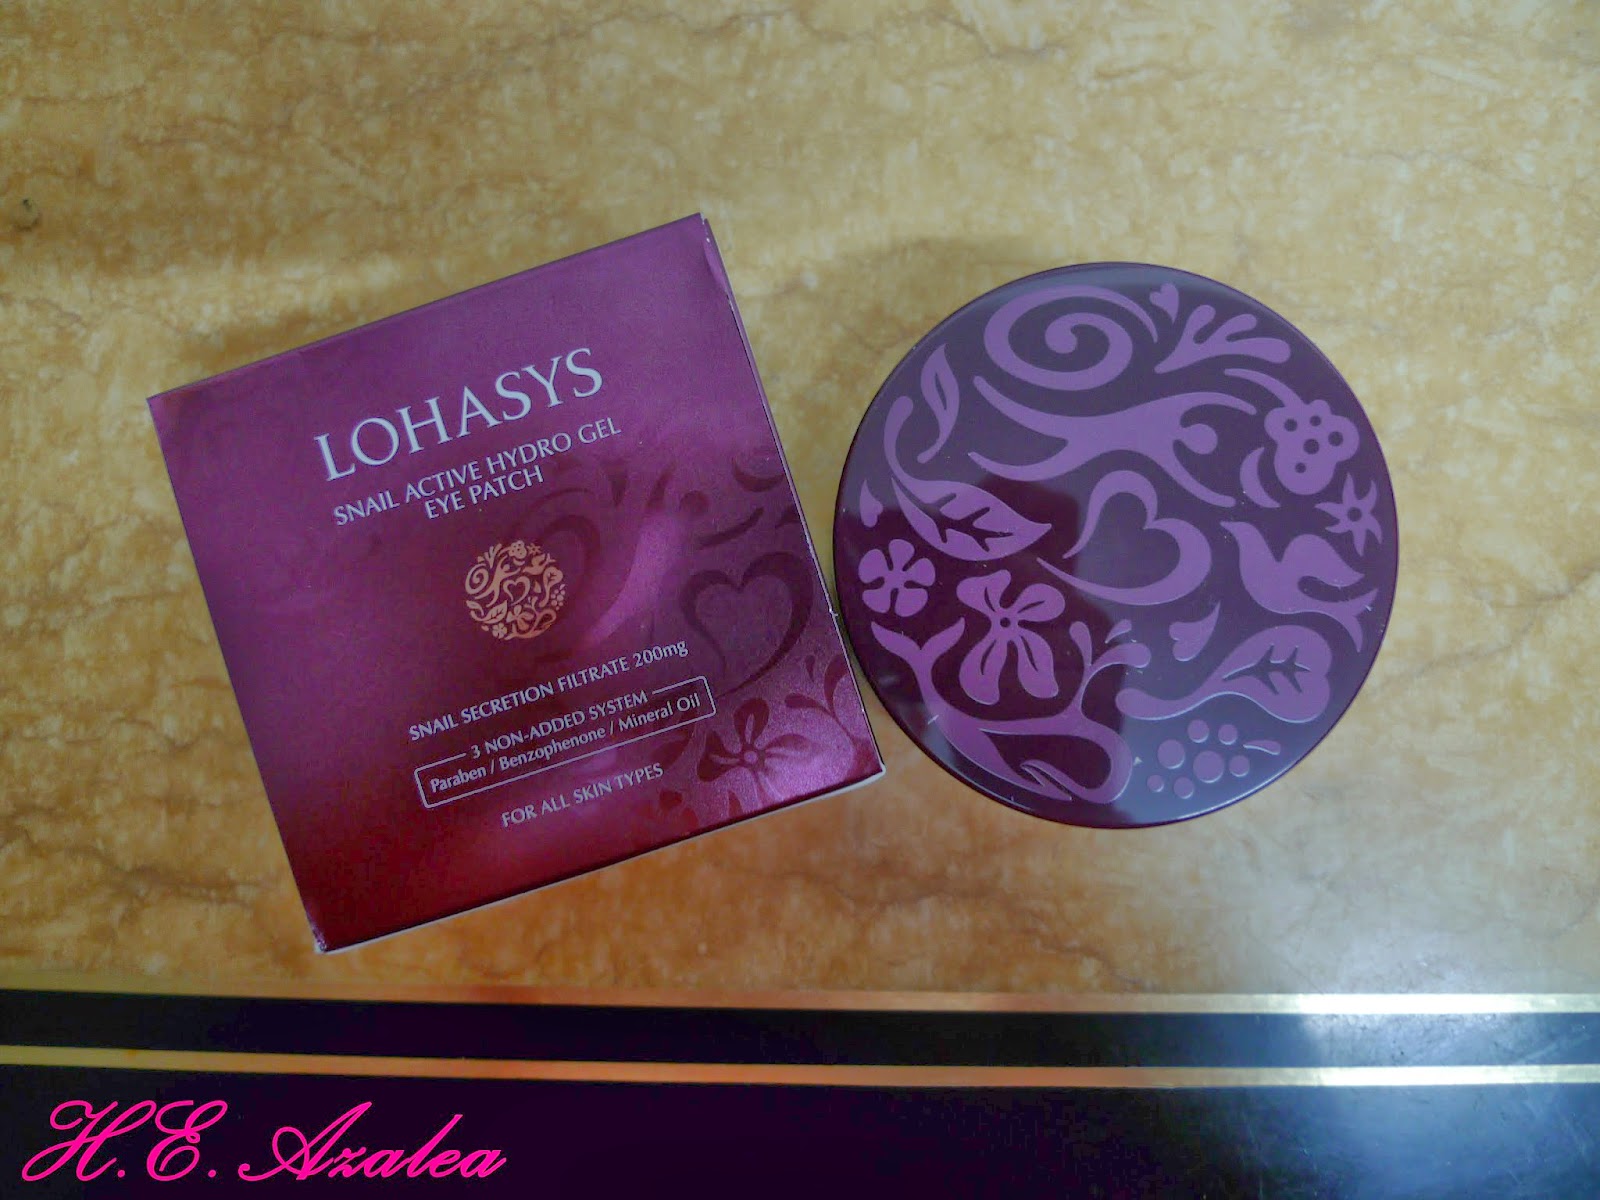 LOHASYS
SNAIL ACTIVE HYDRO GEL
EYE PATCH
SNAIL SECRETION FILTRATE 200mg
3 NON-ADDED SYSTEM
Paraben / Benzophenone / Mineral Oil
FOR ALL SKIN TYPES
H.E. Azalea